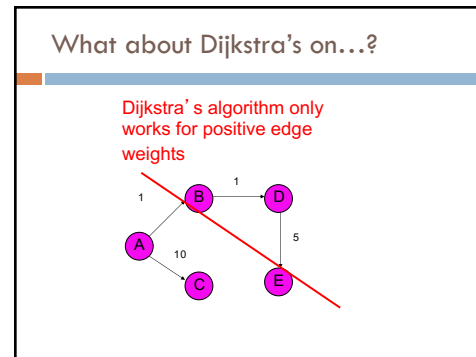 What about Dijkstra’s on…?
Dijkstra’s algorithm only
works for positive edge
weights
1
B
1
D
A
10
5
C
E